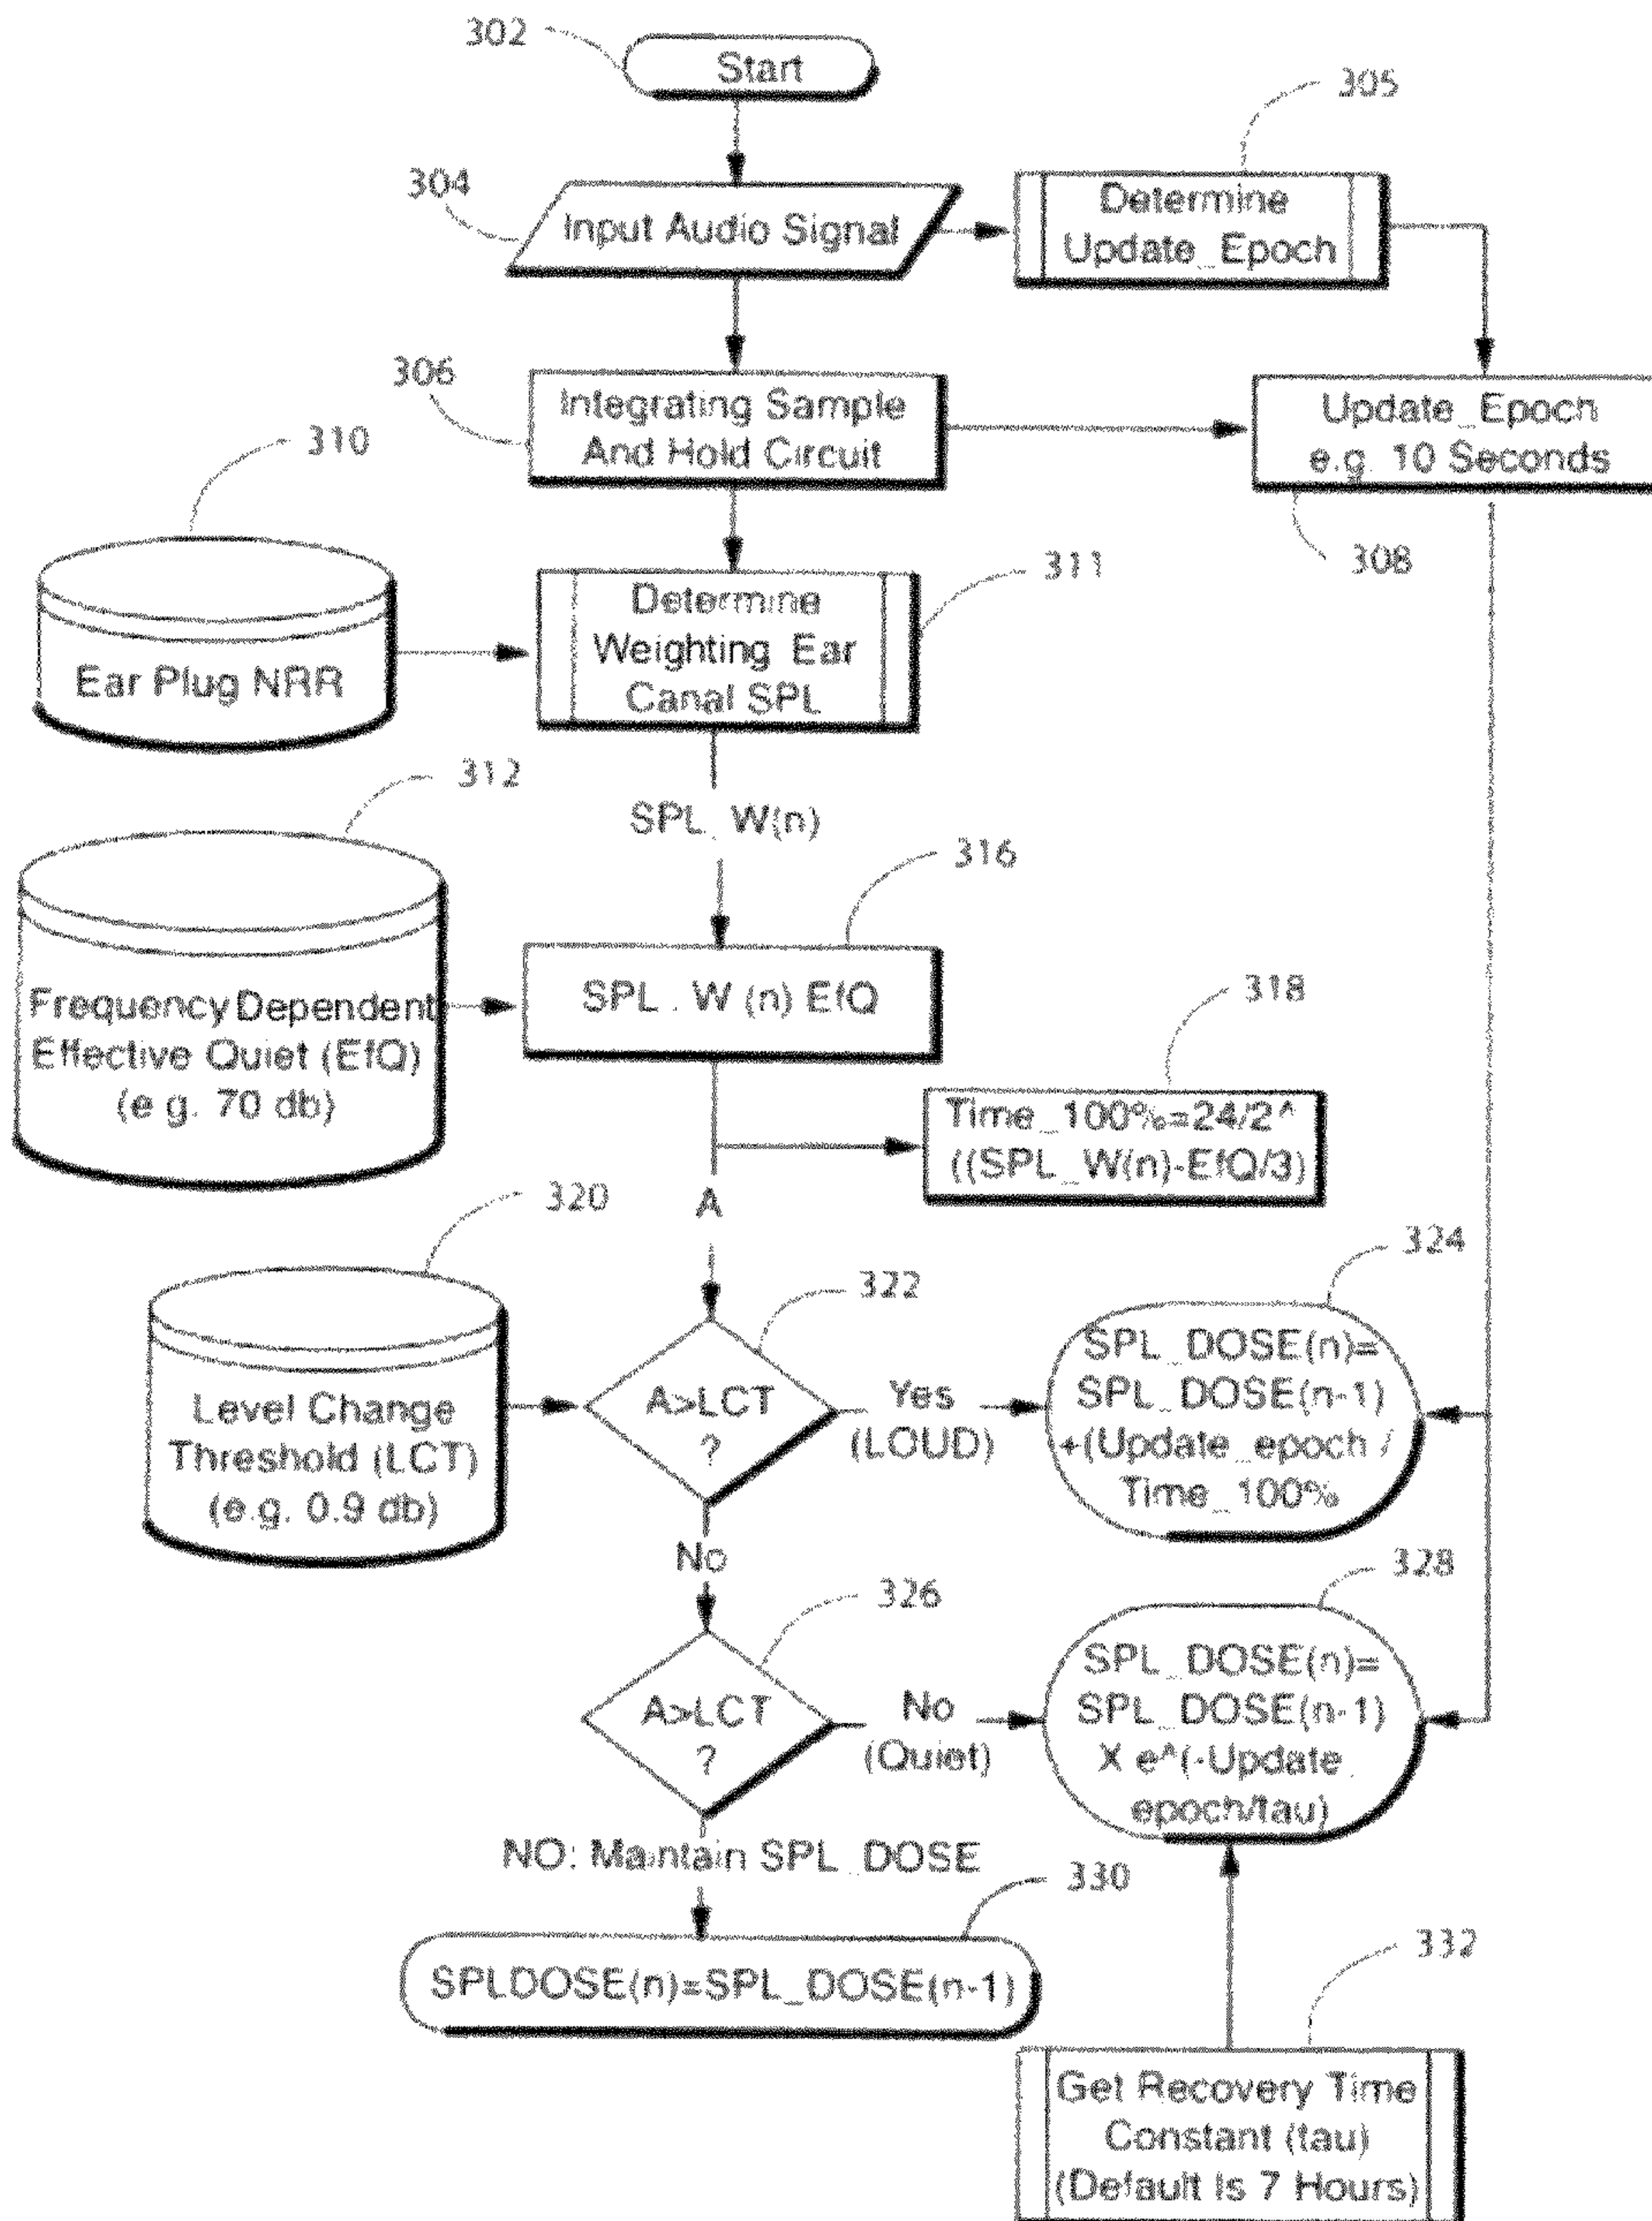 302
Start
305
304
Input Audio Signal
Determine
Update_Epoch
306
Integrating Sample
And Hold Circuit
Update_Epoch
e.g. 10 Seconds
308
310
Ear Plug NRR
311
Determine
Weighting Ear
Canal SPL
312
SPL_W(n)
316
Frequency Dependent
Effective Quiet (EfQ)
(e g. 70 db)
SPL . W (n) EfQ
318
Time_100%=24/2^
((SPL_W(n)-EfQ/3)
A
320
Level Change
Threshold (LCT)
(e.g. 0.9 db)
322
A>LCT
?
Yes
(LOUD)
324
SPL_DOSE(n)=
SPL_DOSE(n-1)
+(Update_epoch /
Time_100%
No
326
A>LCT
?
No
(Quiet)
328
SPL_DOSE(n)=
SPL_DOSE(n-1)
X e^(-Update_
epoch/tau)
NO: Maintain SPL_DOSE
330
SPLDOSE(n)=SPL_DOSE(n-1)
332
Get Recovery Time
Constant (tau)
(Default Is 7 Hours)